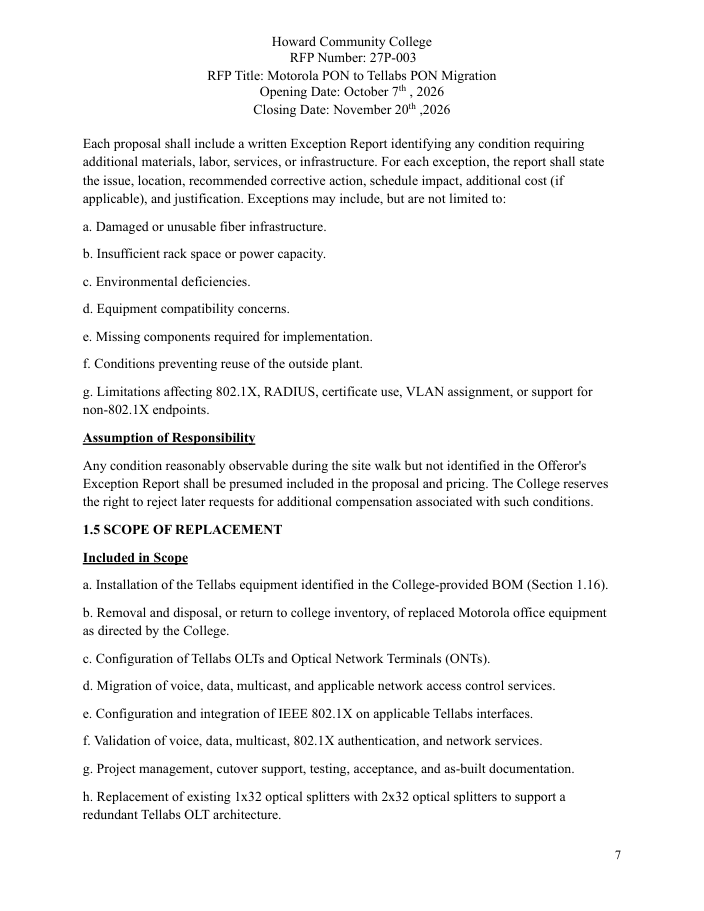 Howard Community College
RFP Number: 27P-003
RFP Title: Motorola PON to Tellabs PON Migration
Opening Date: October 7th , 2026
Closing Date: November 20th ,2026
Each proposal shall include a written Exception Report identifying any condition requiring
additional materials, labor, services, or infrastructure. For each exception, the report shall state
the issue, location, recommended corrective action, schedule impact, additional cost (if
applicable), and justification. Exceptions may include, but are not limited to:
a. Damaged or unusable fiber infrastructure.
b. Insufficient rack space or power capacity.
c. Environmental deficiencies.
d. Equipment compatibility concerns.
e. Missing components required for implementation.
f. Conditions preventing reuse of the outside plant.
g. Limitations affecting 802.1X, RADIUS, certificate use, VLAN assignment, or support for
non-802.1X endpoints.
Assumption of Responsibility
Any condition reasonably observable during the site walk but not identified in the Offeror's
Exception Report shall be presumed included in the proposal and pricing. The College reserves
the right to reject later requests for additional compensation associated with such conditions.
1.5 SCOPE OF REPLACEMENT
Included in Scope
a. Installation of the Tellabs equipment identified in the College-provided BOM (Section 1.16).
b. Removal and disposal, or return to college inventory, of replaced Motorola office equipment
as directed by the College.
c. Configuration of Tellabs OLTs and Optical Network Terminals (ONTs).
d. Migration of voice, data, multicast, and applicable network access control services.
e. Configuration and integration of IEEE 802.1X on applicable Tellabs interfaces.
f. Validation of voice, data, multicast, 802.1X authentication, and network services.
g. Project management, cutover support, testing, acceptance, and as-built documentation.
h. Replacement of existing 1x32 optical splitters with 2x32 optical splitters to support a
redundant Tellabs OLT architecture.
7